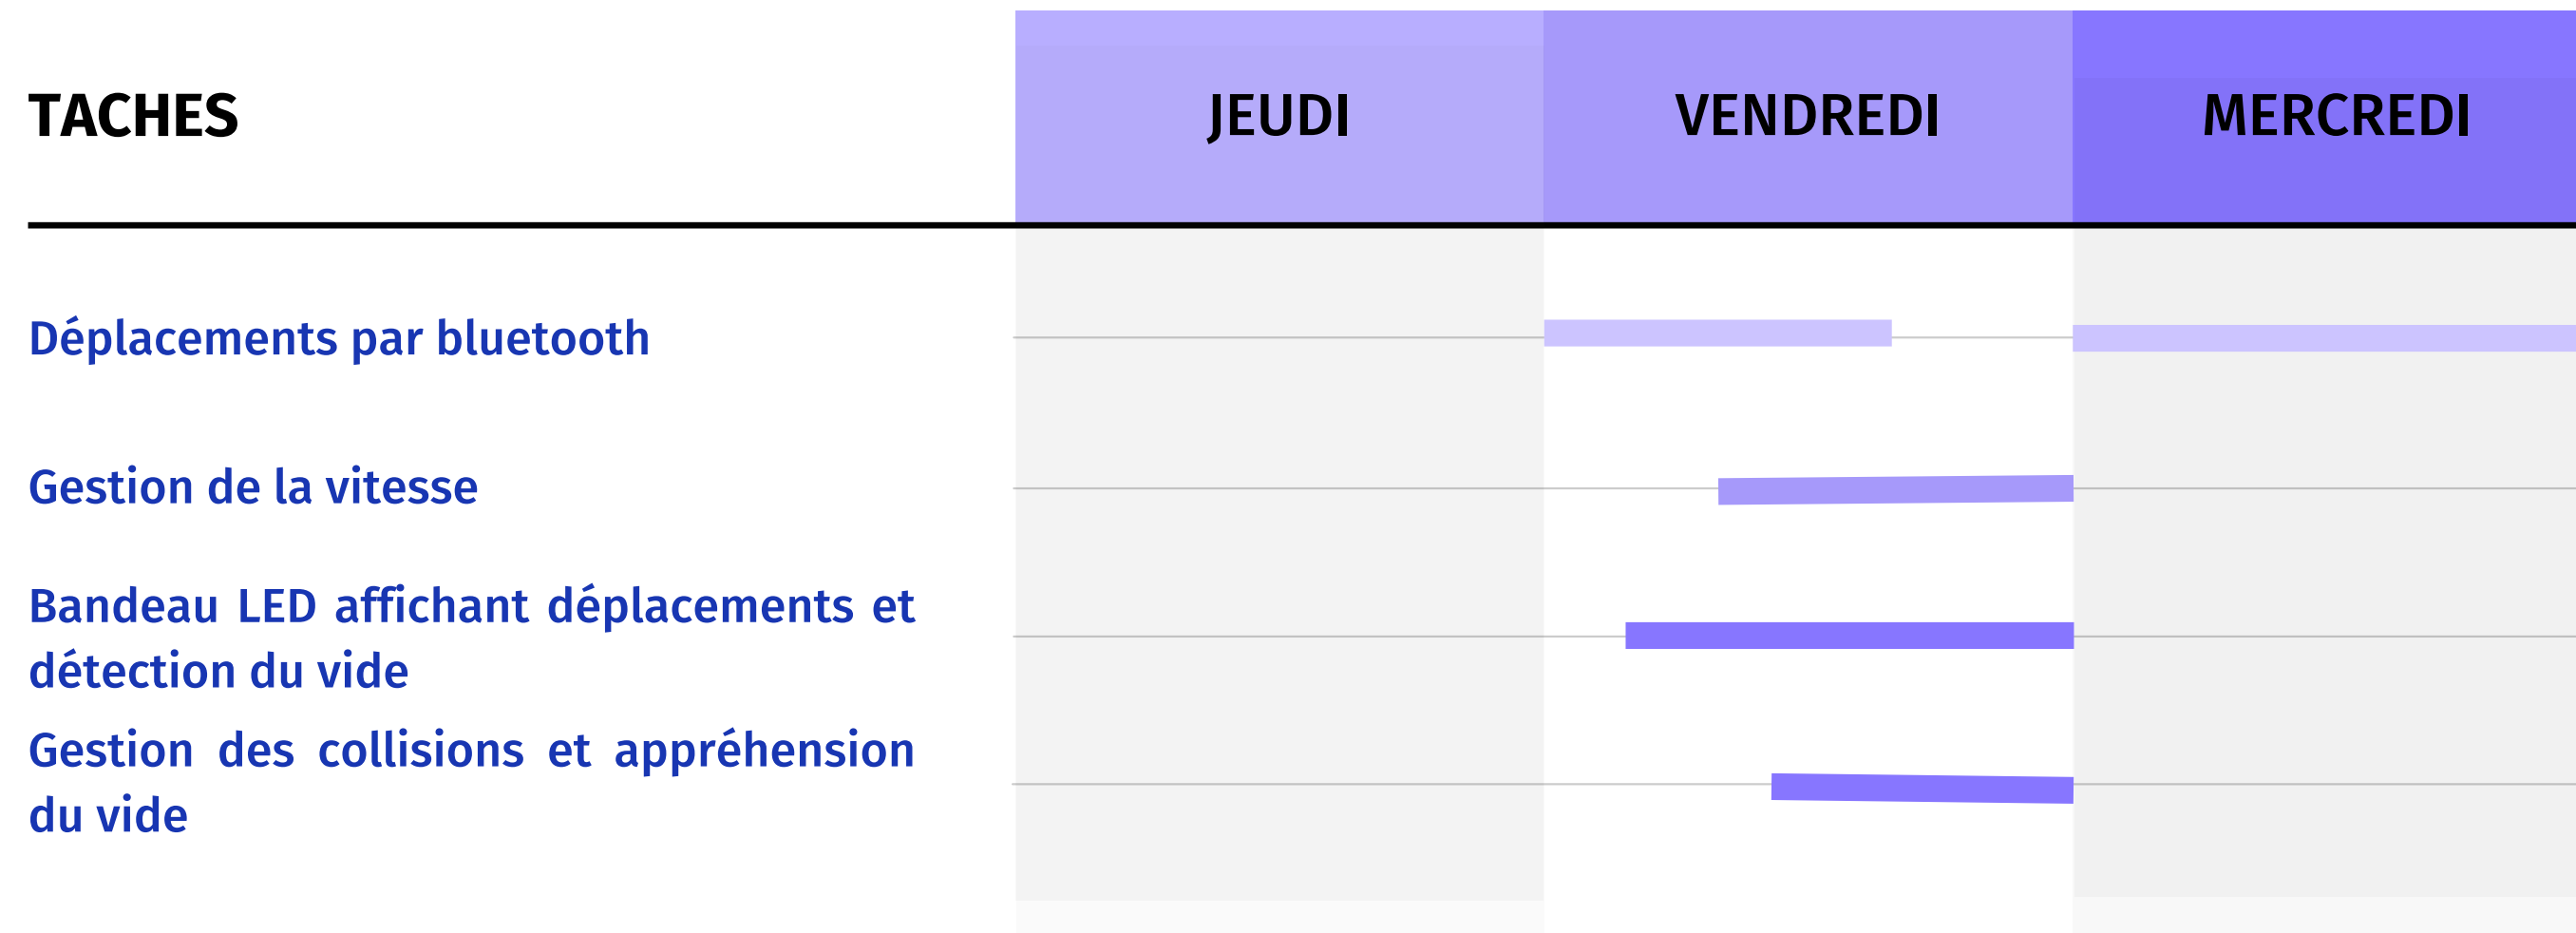 TACHES
JEUDI
VENDREDI
MERCREDI
Déplacements par bluetooth
Gestion de la vitesse
Bandeau LED affichant déplacements et
détection du vide
Gestion des collisions et appréhension
du vide